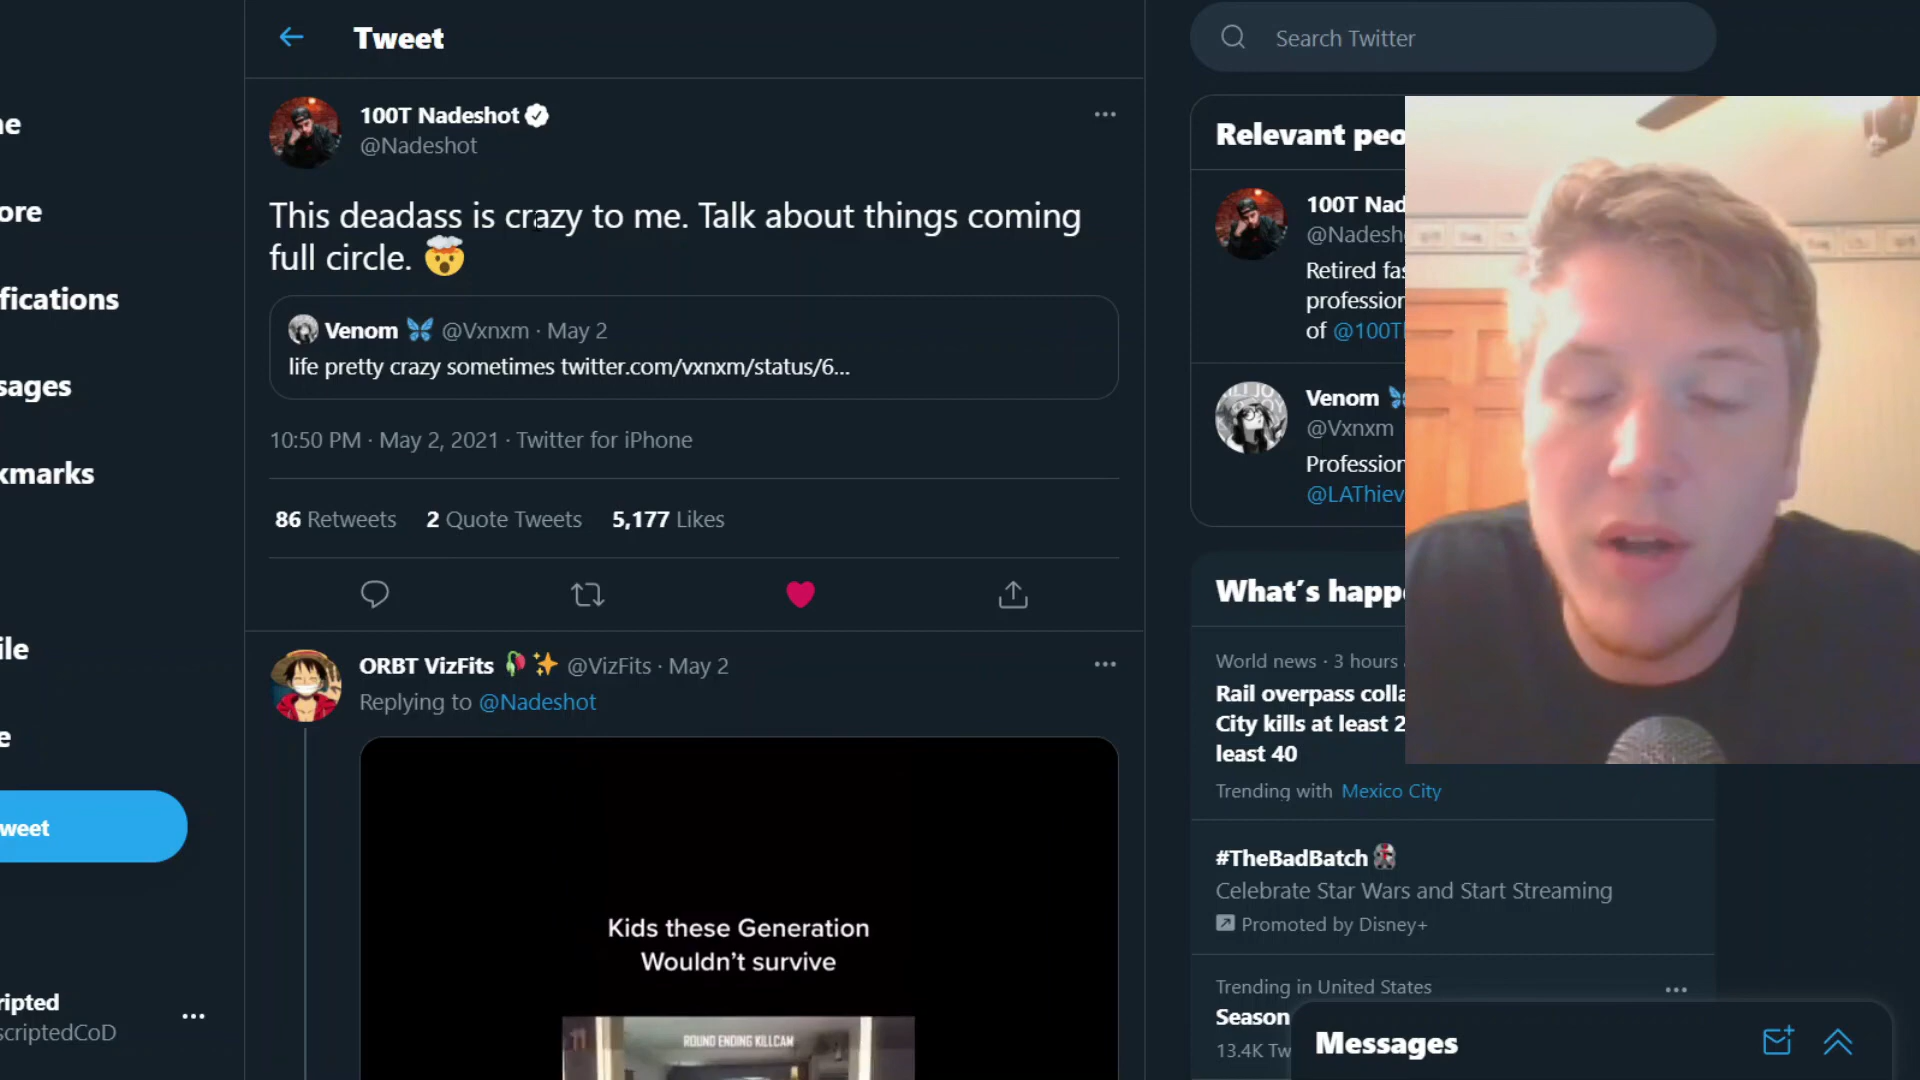 Tweet
Search Twitter
100T Nadeshot
@Nadeshot
This deadass is crazy to me. Talk about things coming
full circle. 🤯
Venom 🦋 @Vxnxm · May 2
life pretty crazy sometimes twitter.com/vxnxm/status/6...
10:50 PM · May 2, 2021 · Twitter for iPhone
86 Retweets 2 Quote Tweets 5,177 Likes
ORBT VizFits 🥀✨ @VizFits · May 2
Replying to @Nadeshot
Kids these Generation
Wouldn't survive
ROUND ENDING KILLCAM
ne
ore
fications
sages
kmarks
ile
e
weet
ripted
scriptedCoD
Relevant peo
100T Nad
@Nadesh
Retired fas
profession
of @100T
Venom
@Vxnxm
Profession
@LAThiev
What's happ
World news · 3 hours
Rail overpass colla
City kills at least 2
least 40
Trending with Mexico City
#TheBadBatch
Celebrate Star Wars and Start Streaming
Promoted by Disney+
Trending in United States
Season
13.4K Tw
Messages